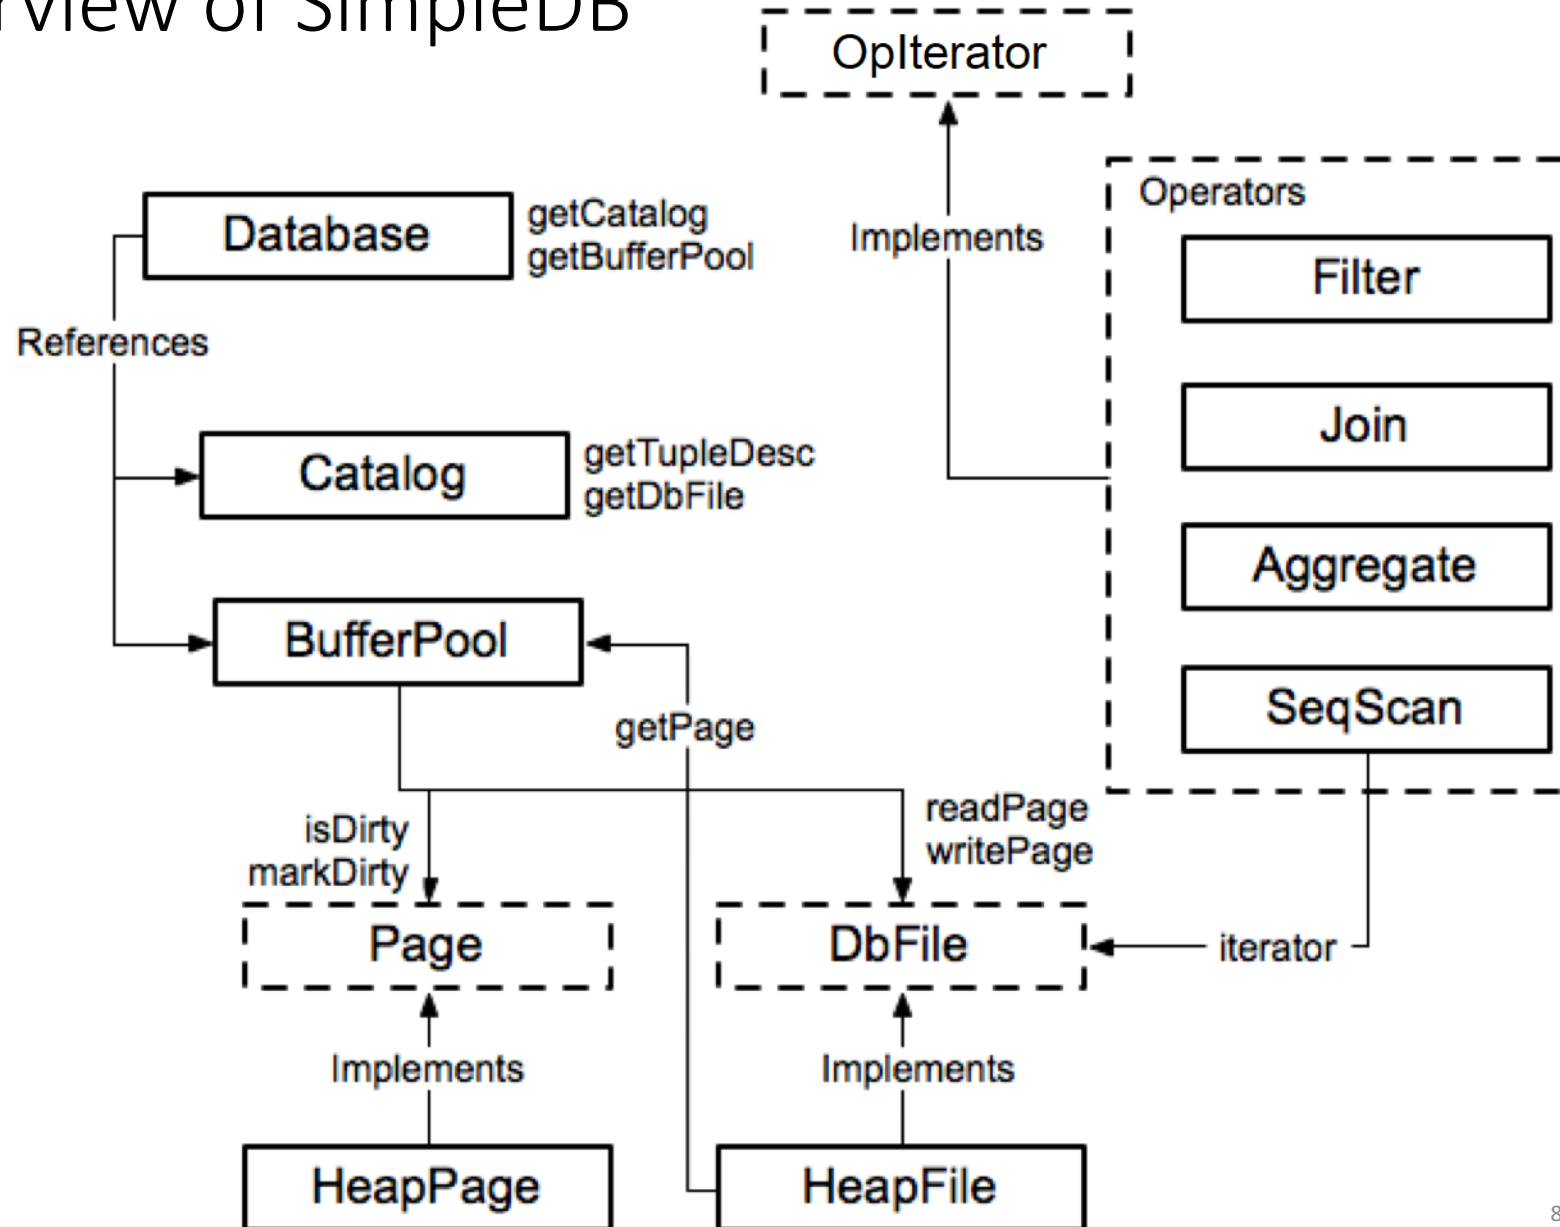 rview of SimpleDB
OpIterator
Operators
Database
getCatalog
getBufferPool
Implements
Filter
References
Join
Catalog
getTupleDesc
getDbFile
Aggregate
BufferPool
SeqScan
getPage
isDirty
markDirty
readPage
writePage
Page
DbFile
iterator
Implements
Implements
HeapPage
HeapFile
8